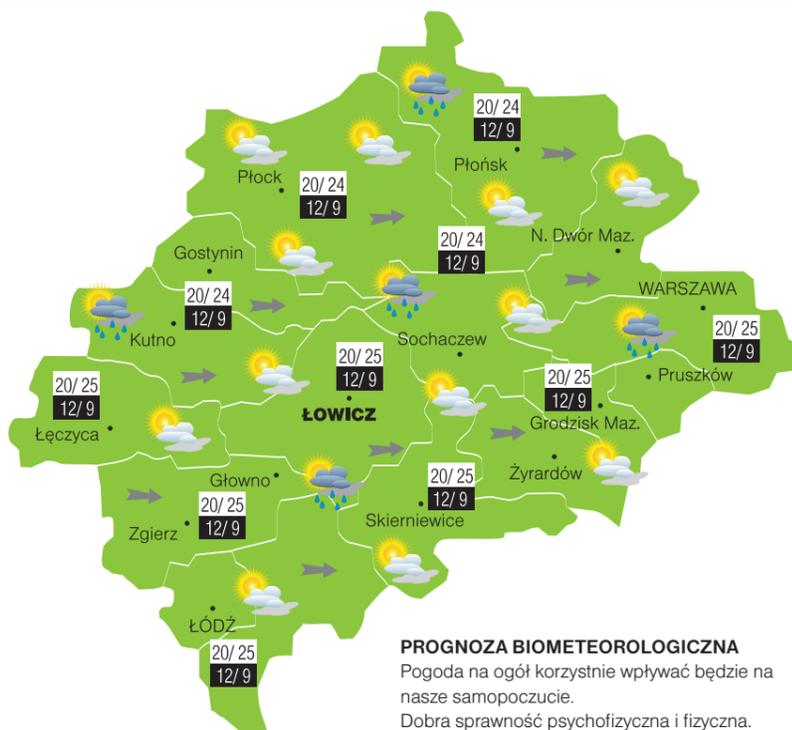 20/ 24
12/ 9
Płońsk
Płock
20/ 24
12/ 9
20/ 24
12/ 9
N. Dwór Maz.
Gostynin
WARSZAWA
20/ 24
12/ 9
Kutno
Sochaczew
20/ 25
12/ 9
20/ 25
12/ 9
ŁOWICZ
20/ 25
12/ 9
Pruszków
20/ 25
12/ 9
Łęczyca
Grodzisk Maz.
Głowno
Żyrardów
20/ 25
12/ 9
Skierniewice
20/ 25
12/ 9
Zgierz
ŁÓDŹ
20/ 25
12/ 9
PROGNOZA BIOMETEOROLOGICZNA
Pogoda na ogół korzystnie wpływać będzie na
nasze samopoczucie.
Dobra sprawność psychofizyczna i fizyczna.